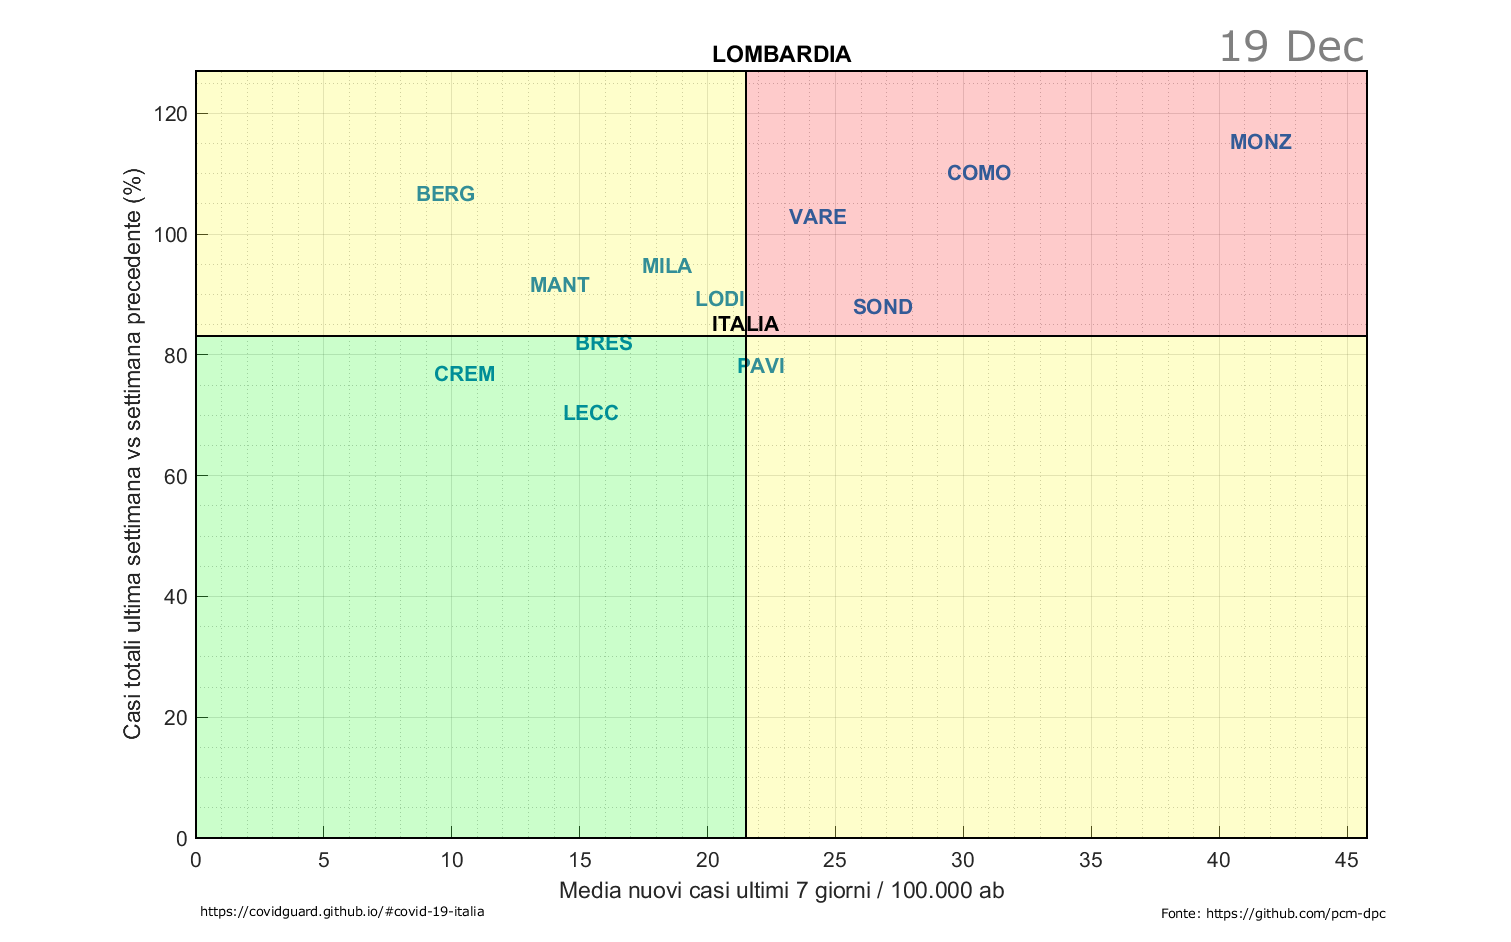 19 Dec
LOMBARDIA
120
MONZ
COMO
BERG
VARE
100
MILA
MANT
LODI
SOND
ITALIA
BRES
80
PAVI
CREM
LECC
60
40
20
0
Casi totali ultima settimana vs settimana precedente (%)
0 5 10 15 20 25 30 35 40 45
Media nuovi casi ultimi 7 giorni / 100.000 ab
https://covidguard.github.io/#covid-19-italia
Fonte: https://github.com/pcm-dpc